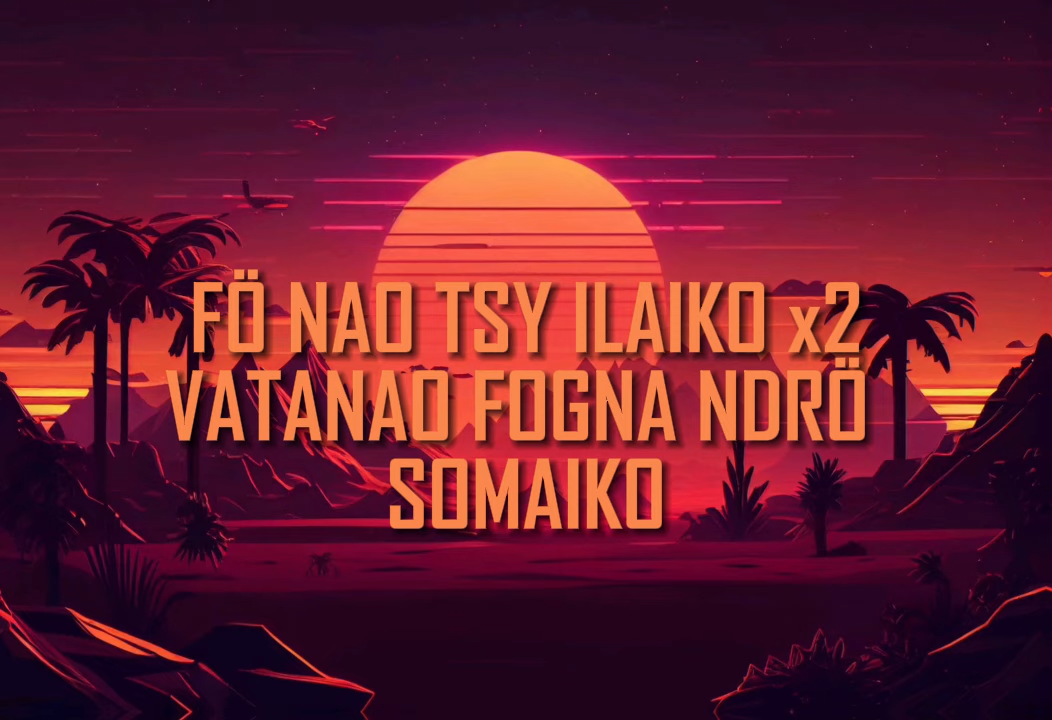 FÖ NAO TSY ILAIKO x2
VATANAO FOGNA NDRÖ
SOMAIKO